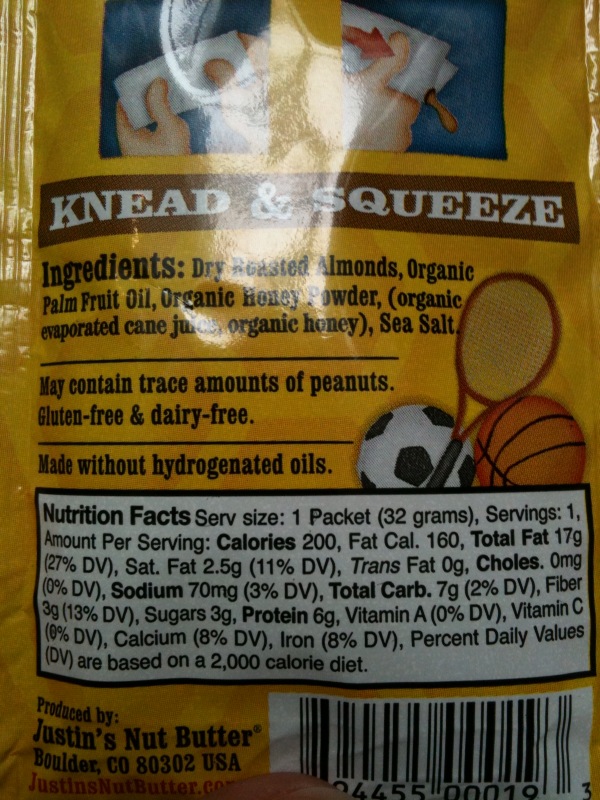 KNEAD & SQUEEZE
Ingredients: Dry Roasted Almonds, Organic
Palm Fruit Oil, Organic Honey Powder, (organic
evaporated cane juice, organic honey), Sea Salt.
May contain trace amounts of peanuts.
Gluten-free & dairy-free.
Made without hydrogenated oils.
Nutrition Facts Serv size: 1 Packet (32 grams), Servings: 1,
Amount Per Serving: Calories 200, Fat Cal. 160, Total Fat 17g
(27% DV), Sat. Fat 2.5g (11% DV), Trans Fat 0g, Choles. 0mg
(0% DV), Sodium 70mg (3% DV), Total Carb. 7g (2% DV), Fiber
3g (13% DV), Sugars 3g, Protein 6g, Vitamin A (0% DV), Vitamin C
(0% DV), Calcium (8% DV), Iron (8% DV), Percent Daily Values
(DV) are based on a 2,000 calorie diet.
Produced by:
Justin's Nut Butter®
Boulder, CO 80302 USA
JustinsNutButter.co
94455 00019 3